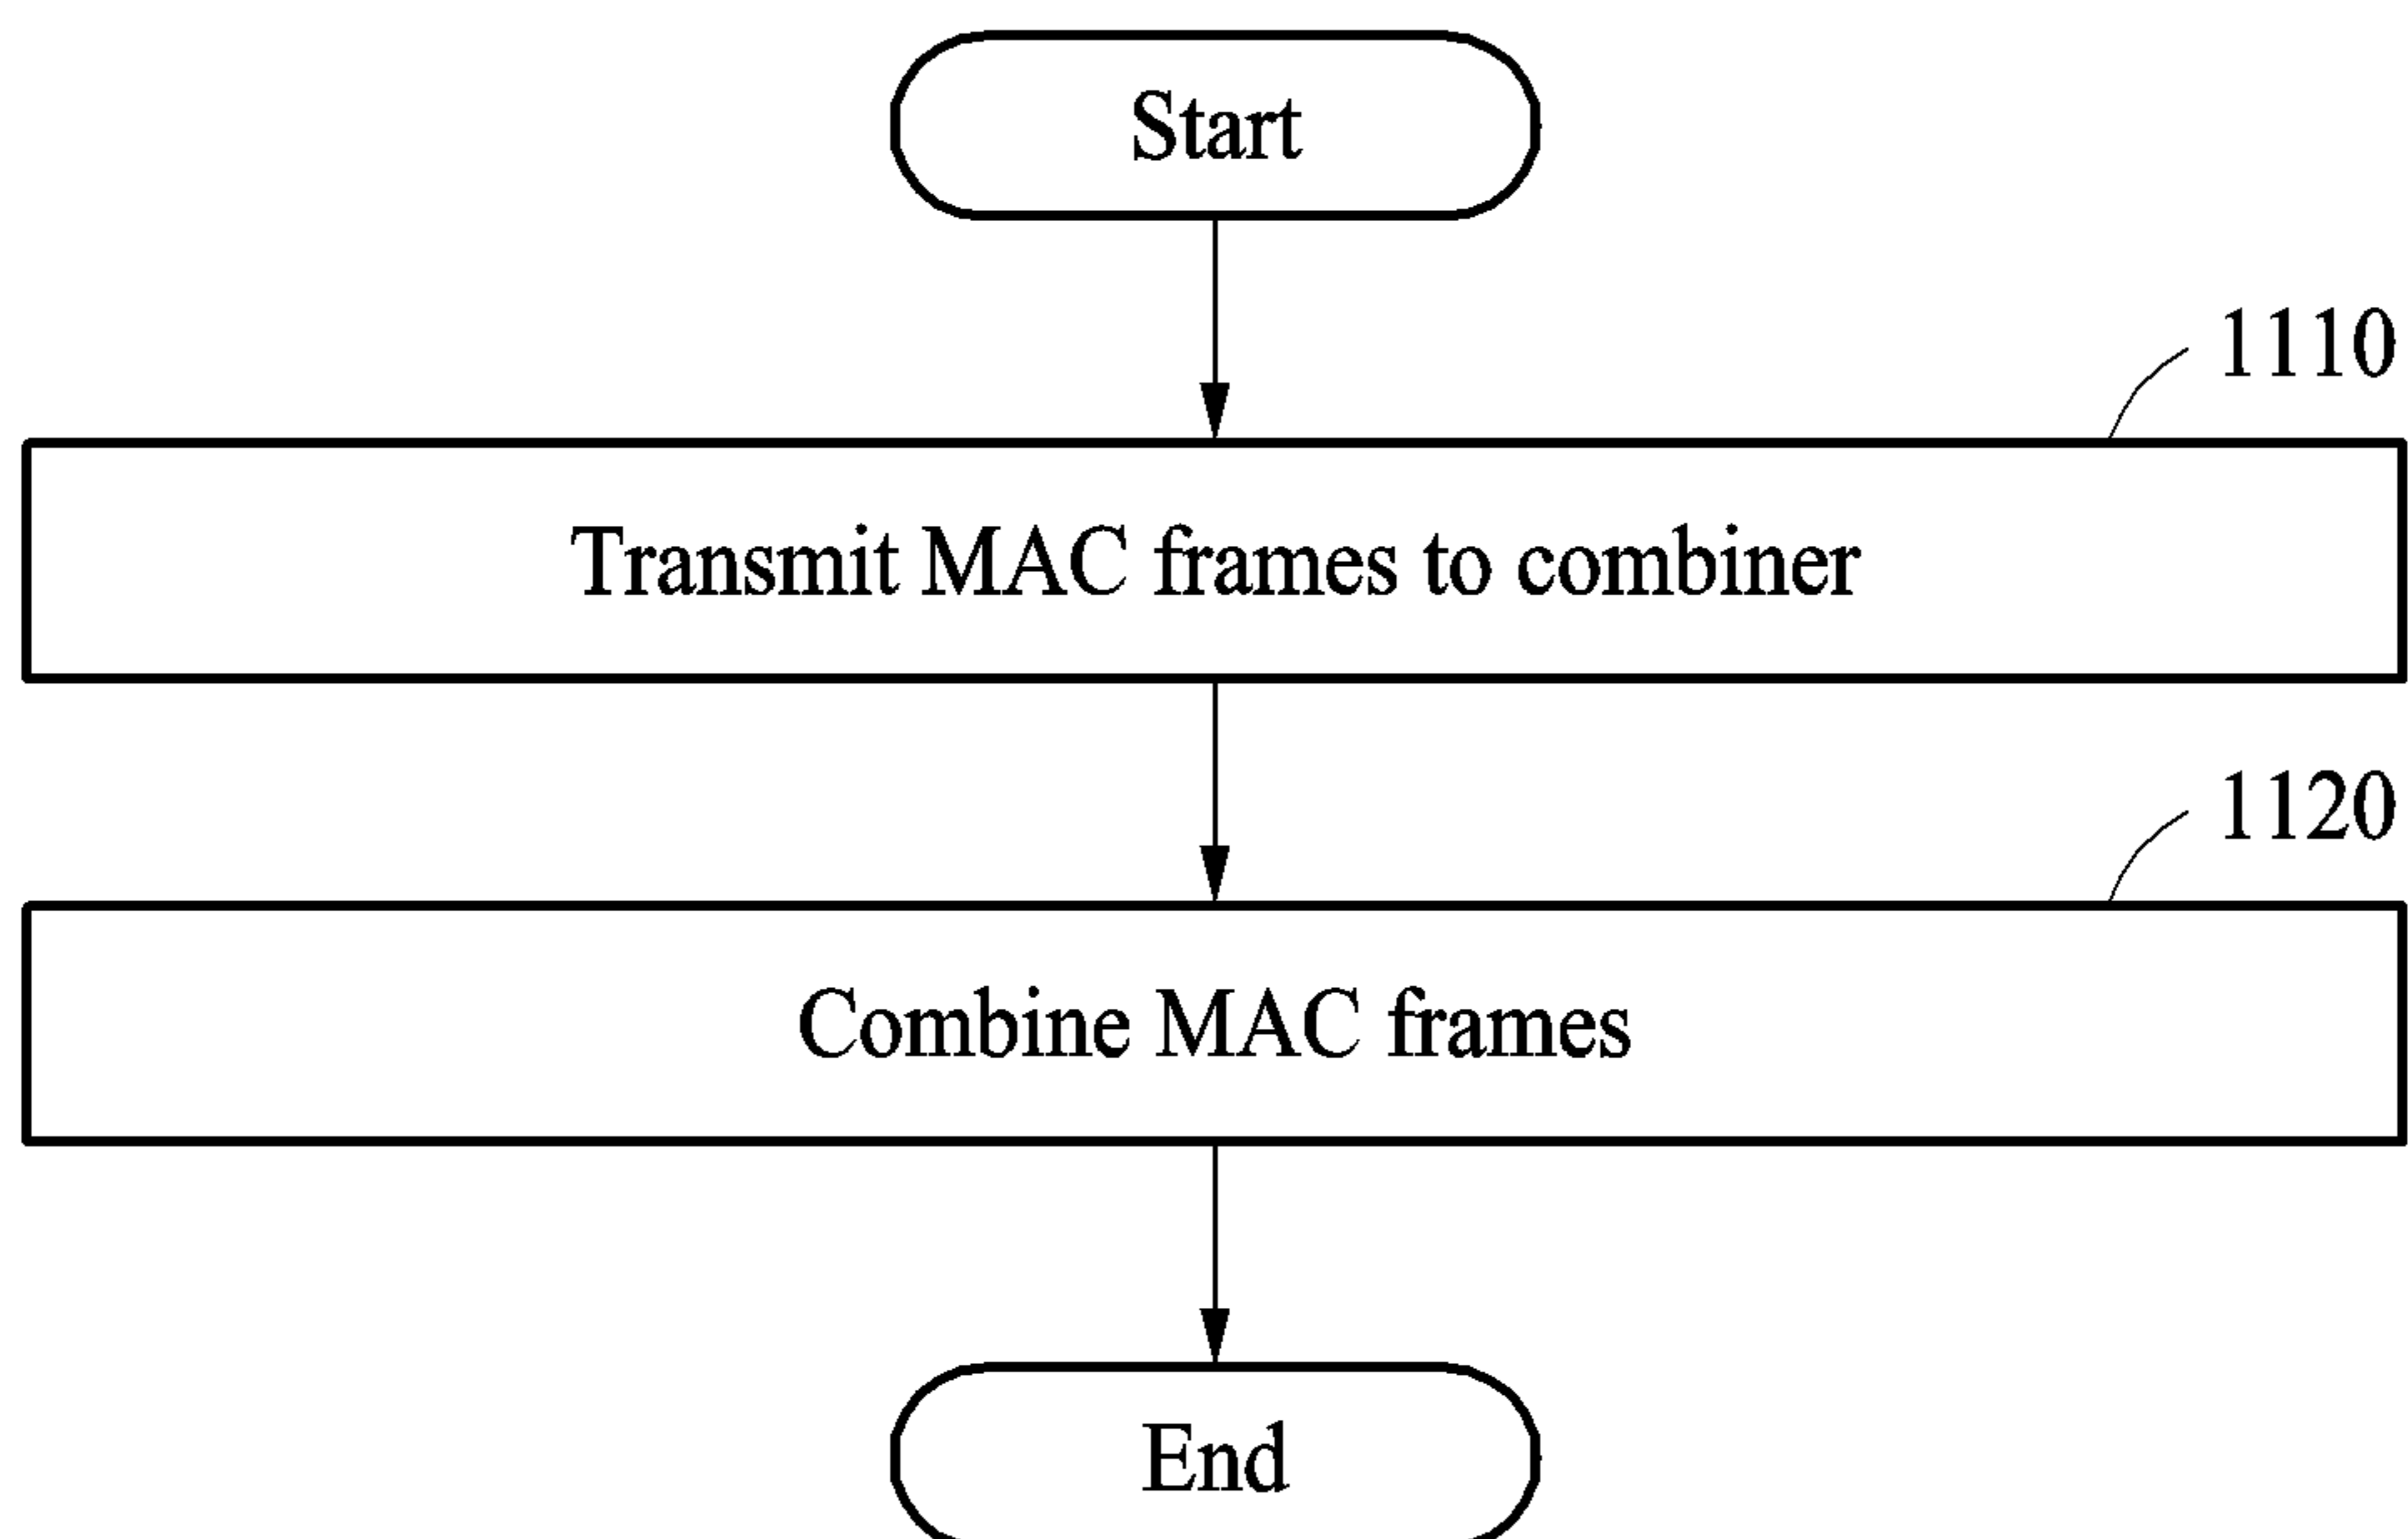 Start
1110
Transmit MAC frames to combiner
1120
Combine MAC frames
End